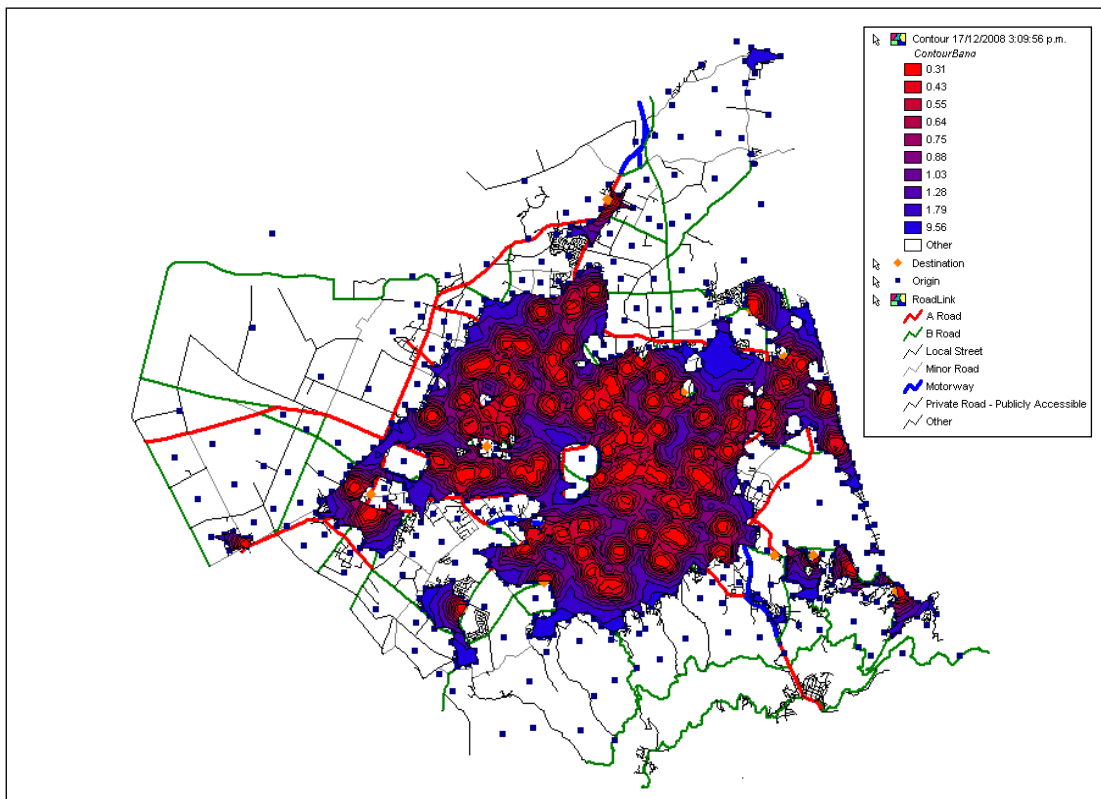 Contour 17/12/2008 3:09:56 p.m.
ContourBang
0.31
0.43
0.55
0.64
0.75
0.88
1.03
1.28
1.79
9.56
Other
Destination
Origin
RoadLink
A Road
B Road
Local Street
Minor Road
Motorway
Private Road - Publicly Accessible
Other